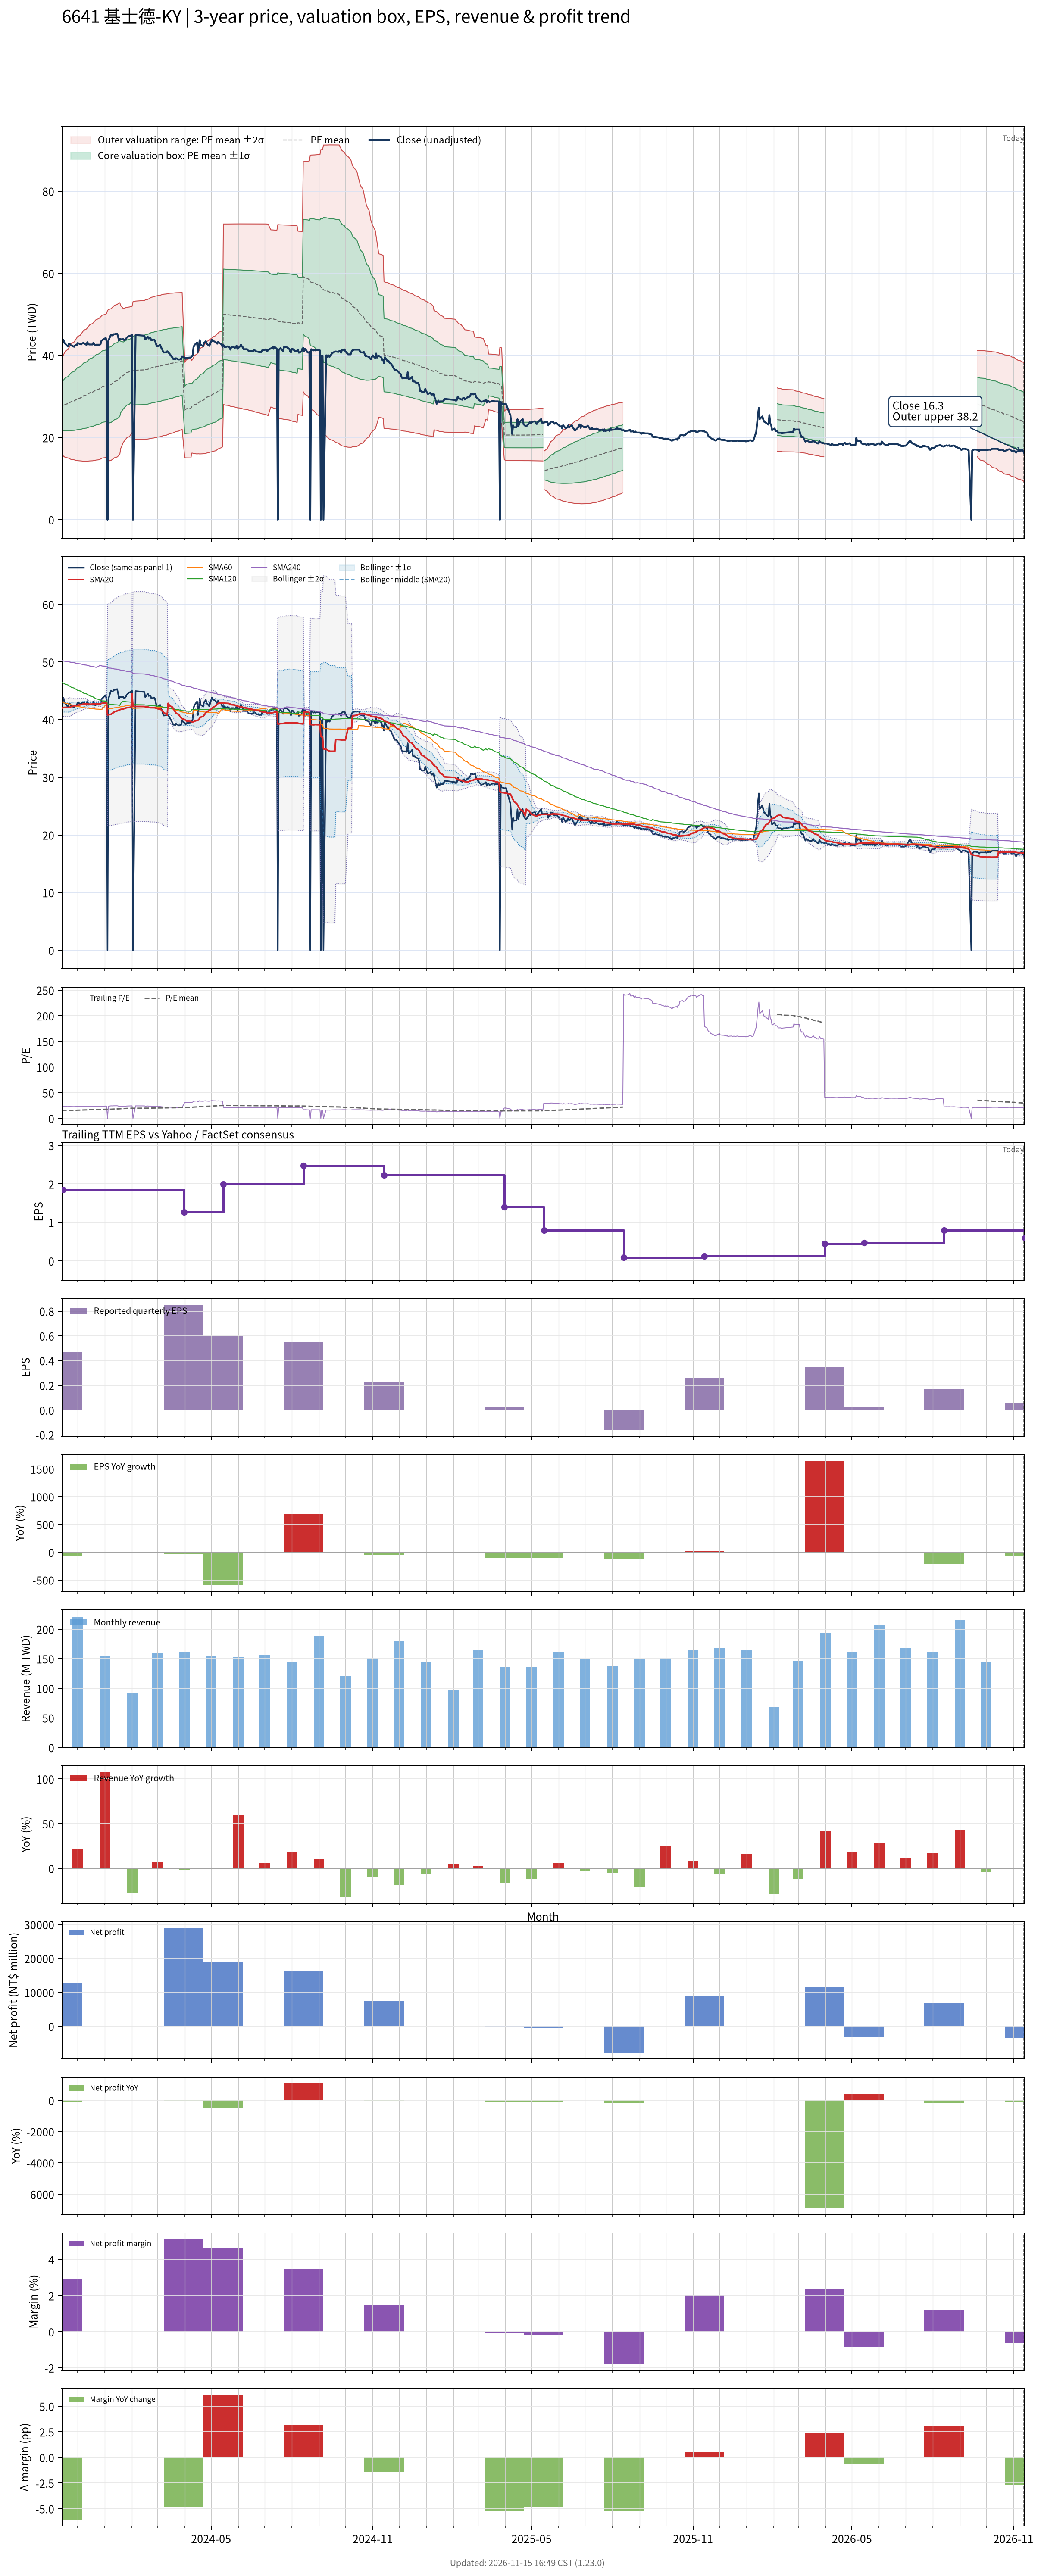 6641 基士德-KY | 3-year price, valuation box, EPS, revenue & profit trend
Outer valuation range: PE mean ±2σ
Core valuation box: PE mean ±1σ
PE mean
Close (unadjusted)
Today
Price (TWD)
80
60
40
20
0
Close 16.3
Outer upper 38.2
Close (same as panel 1)
SMA20
SMA60
SMA120
SMA240
Bollinger ±2σ
Bollinger ±1σ
Bollinger middle (SMA20)
Price
60
50
40
30
20
10
0
Trailing P/E
P/E mean
P/E
250
200
150
100
50
0
Trailing TTM EPS vs Yahoo / FactSet consensus
Today
EPS
3
2
1
0
Reported quarterly EPS
EPS
0.8
0.6
0.4
0.2
0.0
-0.2
EPS YoY growth
YoY (%)
1500
1000
500
0
-500
Monthly revenue
Revenue (M TWD)
200
150
100
50
0
Revenue YoY growth
YoY (%)
100
50
0
Month
Net profit
Net profit (NT$ million)
30000
20000
10000
0
Net profit YoY
YoY (%)
0
-2000
-4000
-6000
Net profit margin
Margin (%)
4
2
0
-2
Margin YoY change
Δ margin (pp)
5.0
2.5
0.0
-2.5
-5.0
2024-05
2024-11
2025-05
2025-11
2026-05
2026-11
Updated: 2026-11-15 16:49 CST (1.23.0)